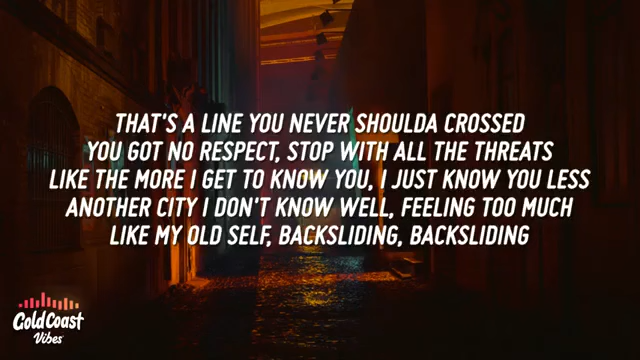 THAT'S A LINE YOU NEVER SHOULDA CROSSED
YOU GOT NO RESPECT, STOP WITH ALL THE THREATS
LIKE THE MORE I GET TO KNOW YOU, I JUST KNOW YOU LESS
ANOTHER CITY I DON'T KNOW WELL, FEELING TOO MUCH
LIKE MY OLD SELF, BACKSLIDING, BACKSLIDING
Gold Coast
Vibes